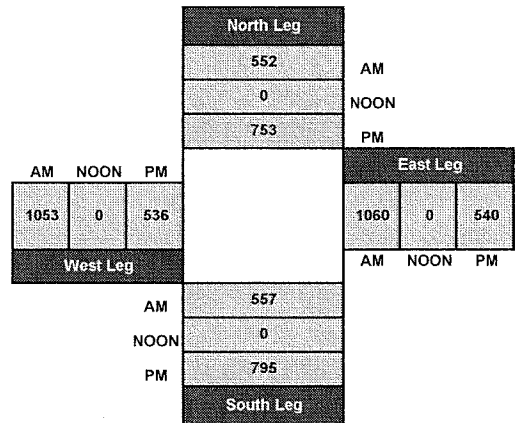 North Leg
552 AM
0 NOON
753 PM
AM NOON PM
East Leg
1053 0 536
1060 0 540
West Leg
AM NOON PM
AM 557
NOON 0
PM 795
South Leg